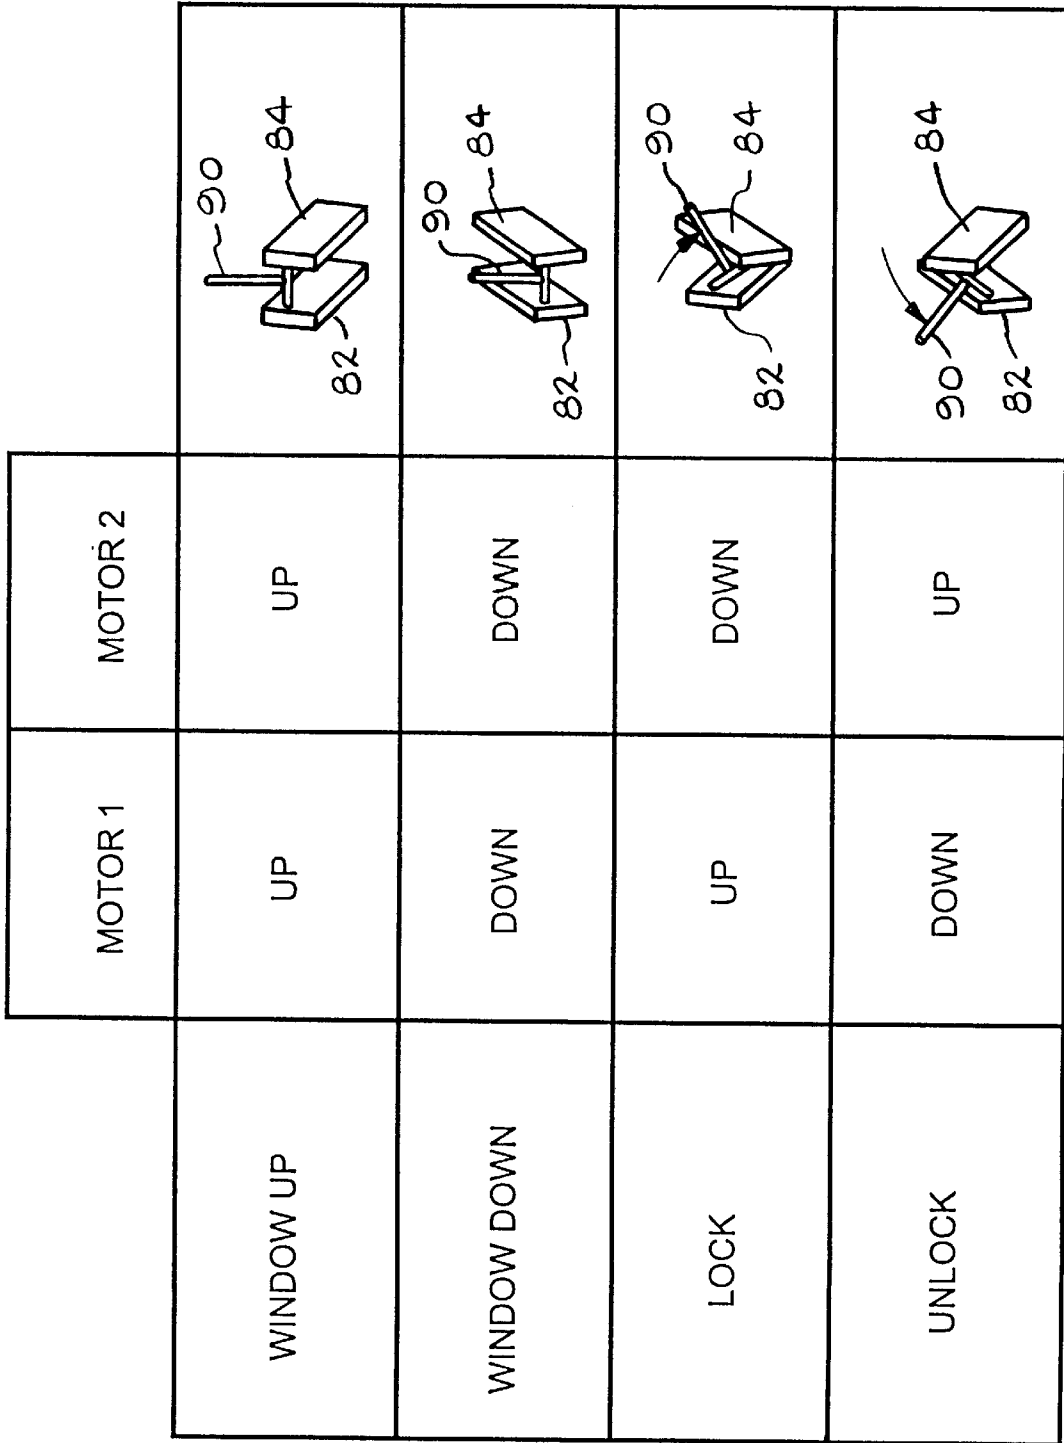 MOTOR 1 MOTOR 2
WINDOW UP UP UP 82 90 84
WINDOW DOWN DOWN DOWN 82 90 84
LOCK UP DOWN 82 90 84
UNLOCK DOWN UP 90 82 84